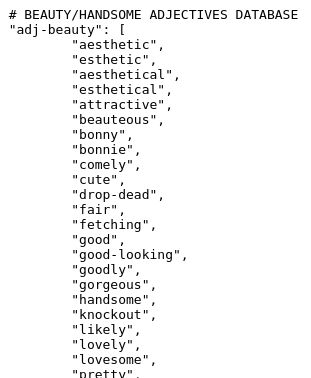 # BEAUTY/HANDSOME ADJECTIVES DATABASE
"adj-beauty": [
"aesthetic",
"esthetic",
"aesthetical",
"esthetical",
"attractive",
"beauteous",
"bonny",
"bonnie",
"comely",
"cute",
"drop-dead",
"fair",
"fetching",
"good",
"good-looking",
"goodly",
"gorgeous",
"handsome",
"knockout",
"likely",
"lovely",
"lovesome",
"pretty",